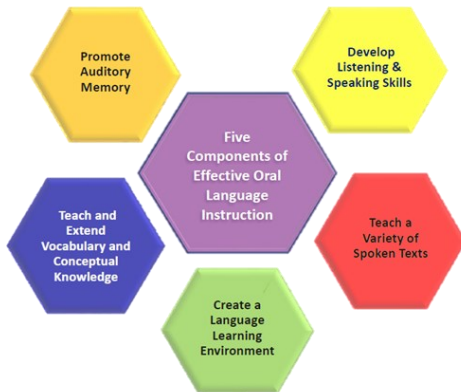 Promote
Auditory
Memory
Develop
Listening &
Speaking Skills
Five
Components of
Effective Oral
Language
Instruction
Teach and
Extend
Vocabulary and
Conceptual
Knowledge
Teach a
Variety of
Spoken Texts
Create a
Language
Learning
Environment